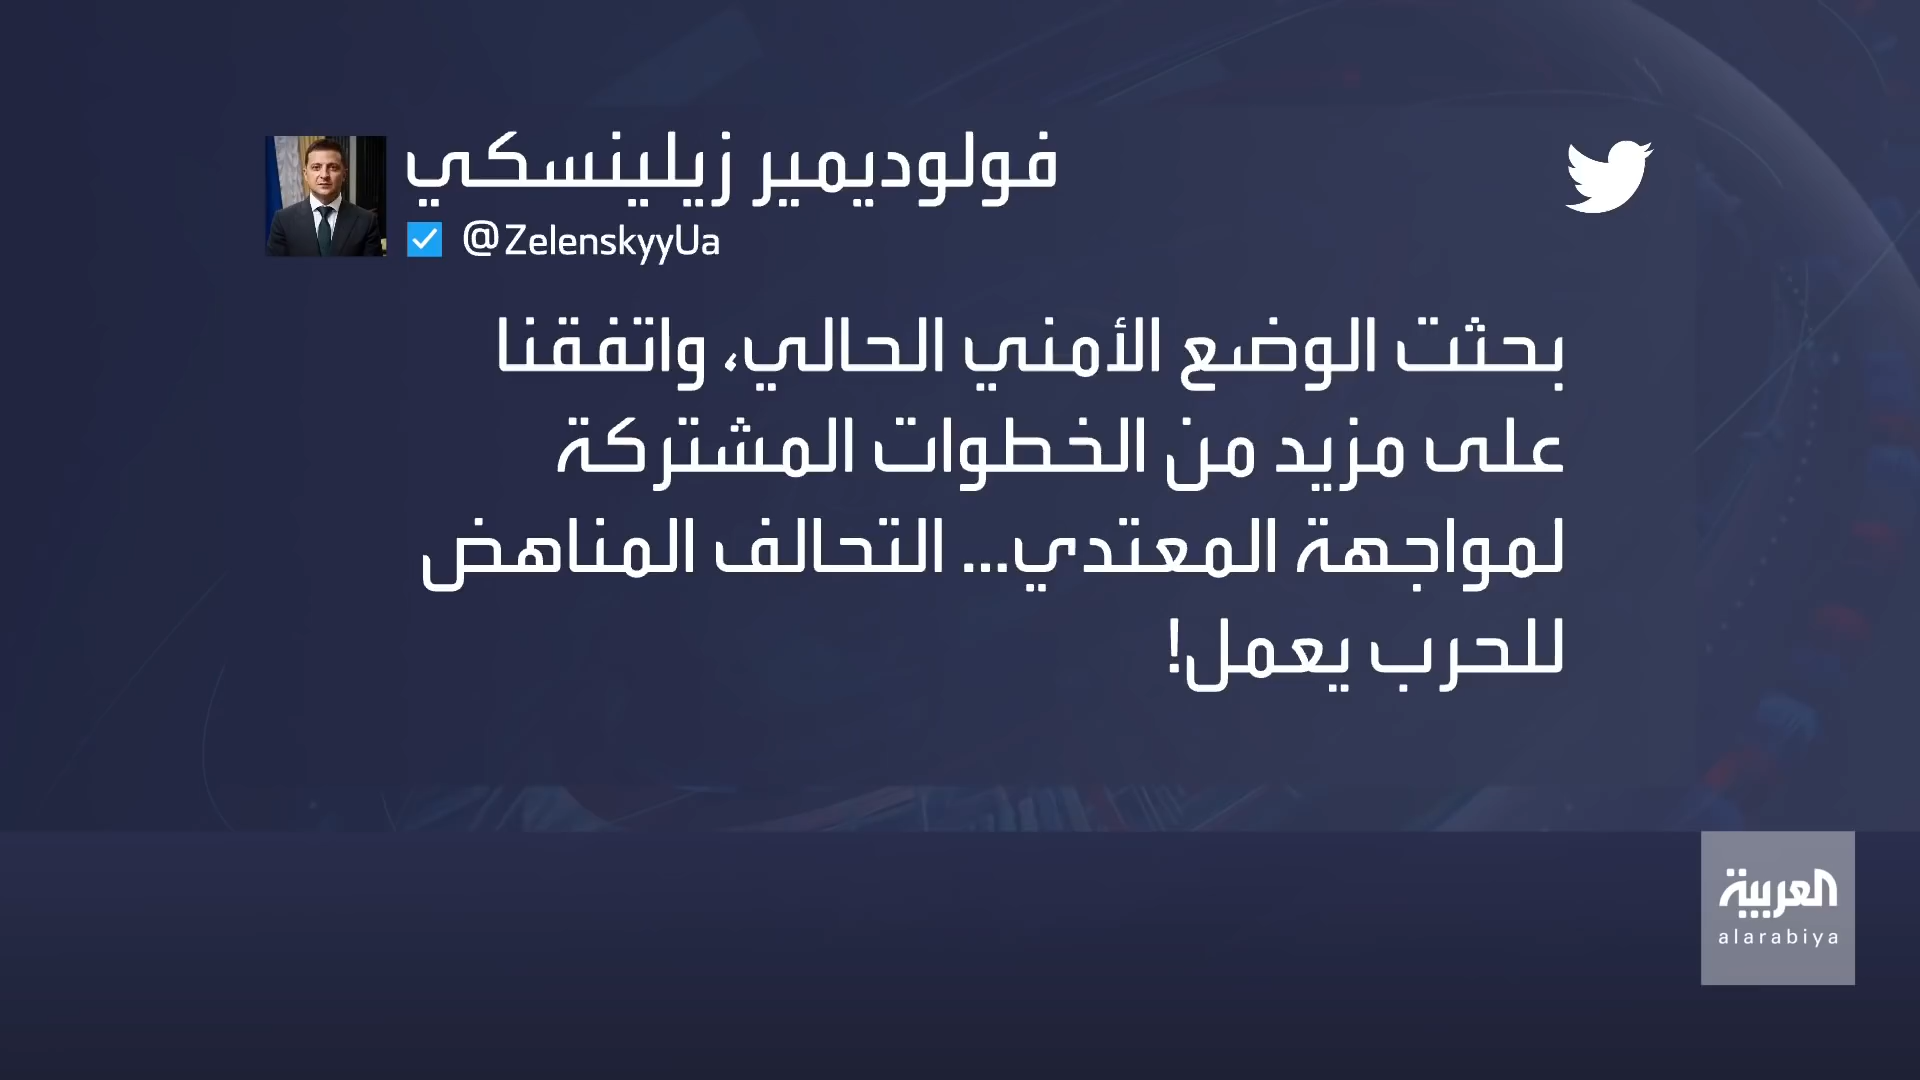 فولوديمير زيلينسكي
@ZelenskyyUa
بحثت الوضع الأمني الحالي، واتفقنا
على مزيد من الخطوات المشتركة
لمواجهة المعتدي... التحالف المناهض
للحرب يعمل!
العربية
alarabiya